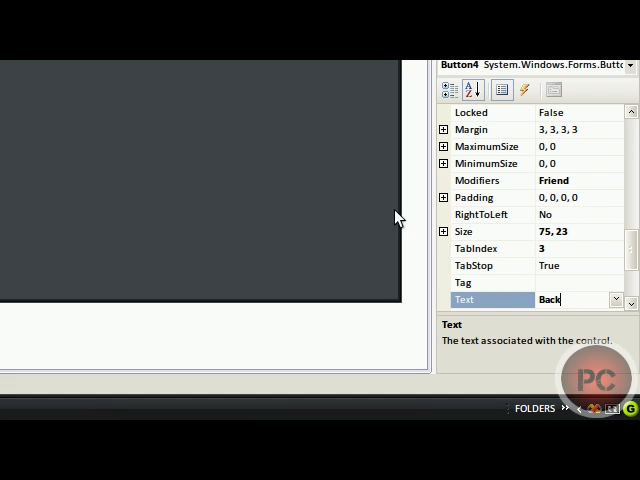 Button4 System.Windows.Forms.Butto
Locked False
Margin 3, 3, 3, 3
MaximumSize 0, 0
MinimumSize 0, 0
Modifiers Friend
Padding 0, 0, 0, 0
RightToLeft No
Size 75, 23
TabIndex 3
TabStop True
Tag
Text Back
Text
The text associated with the control.
PC
FOLDERS